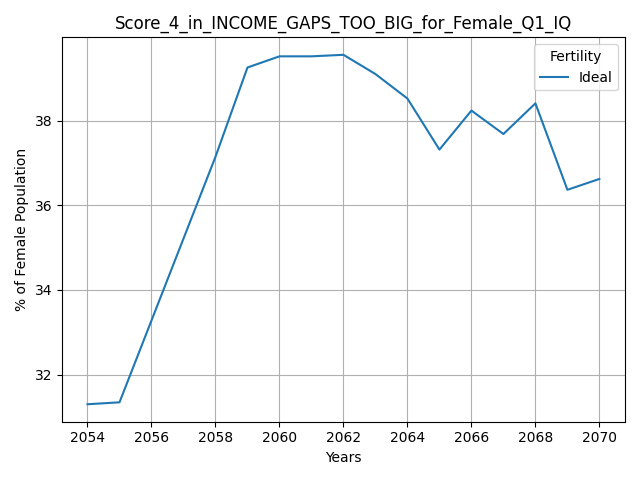 Score_4_in_INCOME_GAPS_TOO_BIG_for_Female_Q1_IQ
Fertility
Ideal
% of Female Population
38
36
34
32
2054 2056 2058 2060 2062 2064 2066 2068 2070
Years